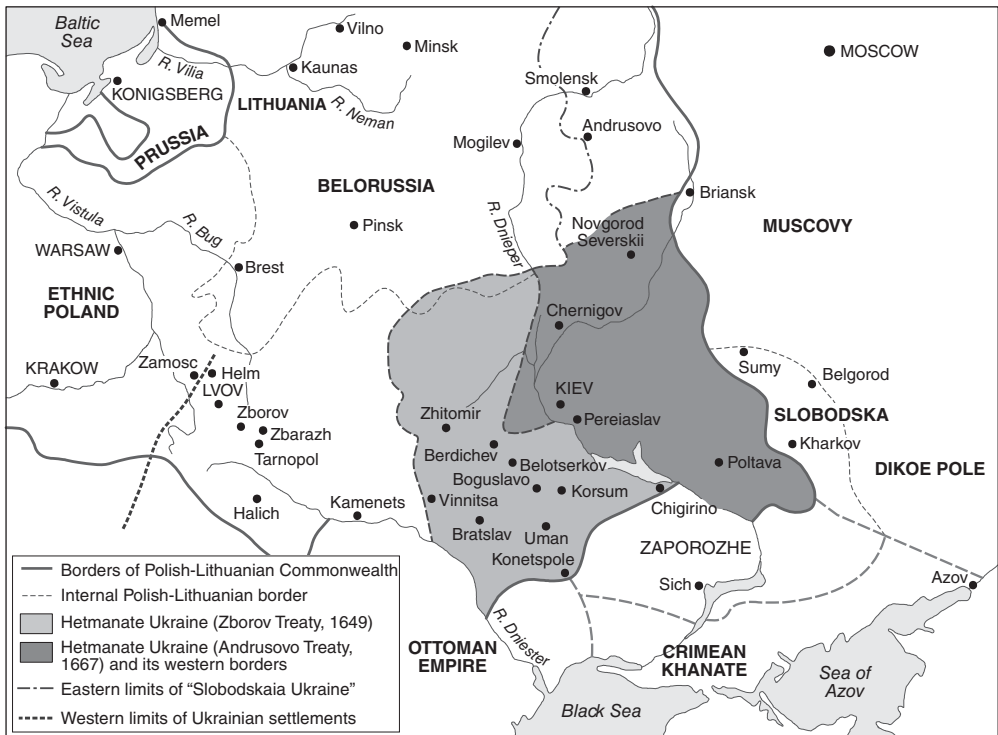 Baltic
Sea
Memel
Vilno
Minsk
MOSCOW
R. Vilia
Kaunas
KONIGSBERG
LITHUANIA
R. Neman
Smolensk
Andrusovo
Mogilev
PRUSSIA
BELORUSSIA
Briansk
R. Vistula
R. Bug
Pinsk
R. Dnieper
Novgorod
Severskii
MUSCOVY
WARSAW
Brest
ETHNIC
POLAND
Chernigov
KRAKOW
Zamosc
Helm
LVOV
Sumy
Belgorod
KIEV
SLOBODSKA
Zborov
Zhitomir
Pereiaslav
Zbarazh
Kharkov
Tarnopol
Berdichev
Belotserkov
Poltava
DIKOE POLE
Boguslavo
Korsum
Halich
Kamenets
Vinnitsa
Chigirino
Bratslav
Uman
Konetspole
ZAPOROZHE
Sich
Azov
R. Dniester
OTTOMAN
EMPIRE
CRIMEAN
KHANATE
Sea of
Azov
Black Sea
Borders of Polish-Lithuanian Commonwealth
Internal Polish-Lithuanian border
Hetmanate Ukraine (Zborov Treaty, 1649)
Hetmanate Ukraine (Andrusovo Treaty,
1667) and its western borders
Eastern limits of “Slobodskaia Ukraine”
Western limits of Ukrainian settlements